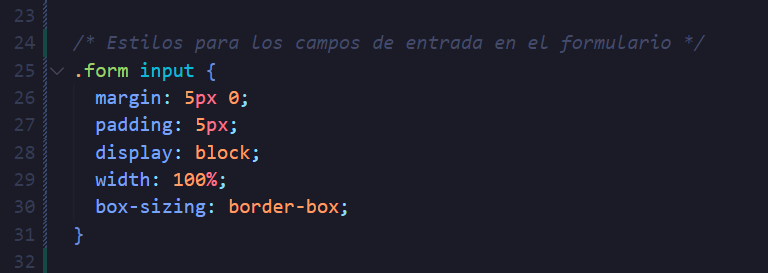 23
24 /* Estilos para los campos de entrada en el formulario */
25 .form input {
26 margin: 5px 0;
27 padding: 5px;
28 display: block;
29 width: 100%;
30 box-sizing: border-box;
31 }
32